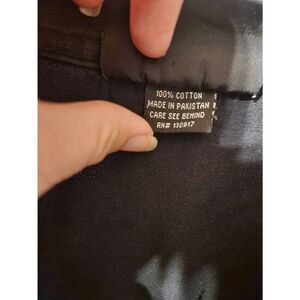 100% COTTON
MADE IN PAKISTAN
CARE SEE BEHIND
RN# 130917